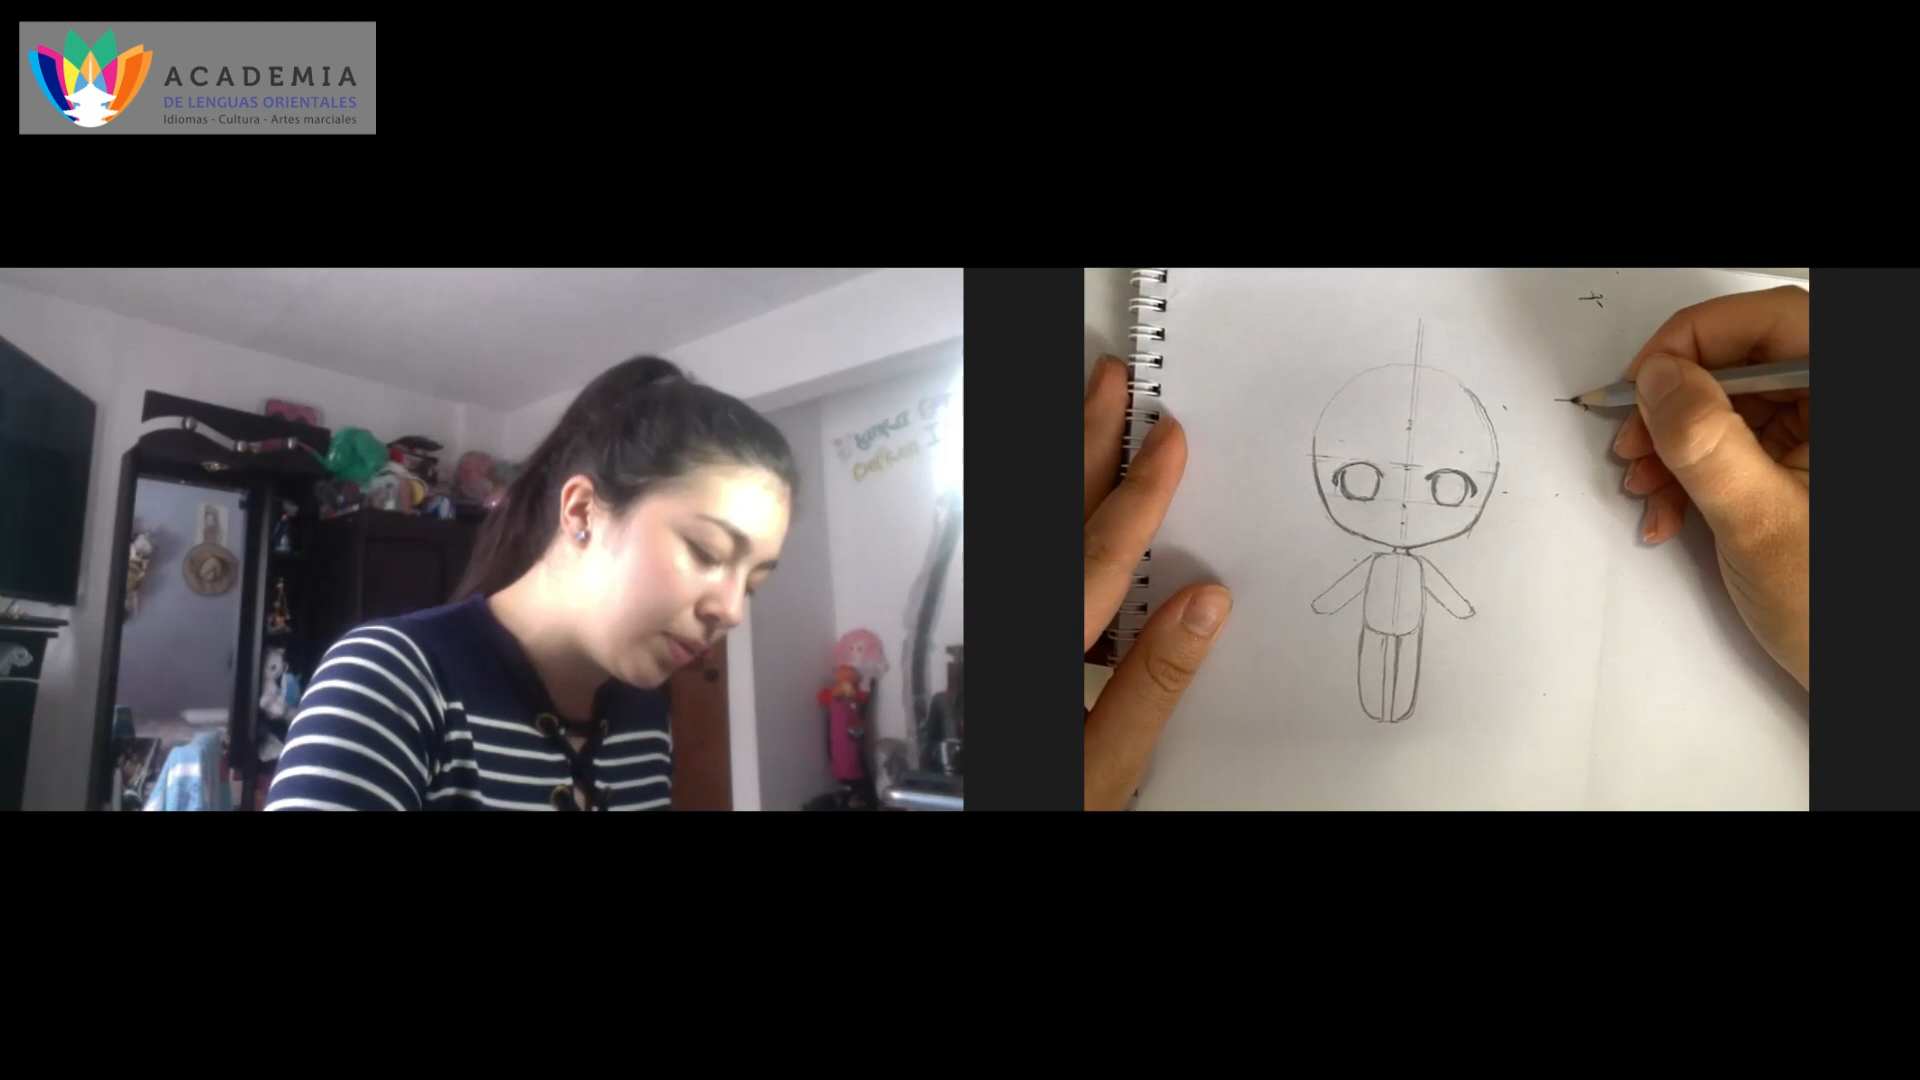 ACADEMIA
DE LENGUAS ORIENTALES
Idiomas - Cultura - Artes marciales